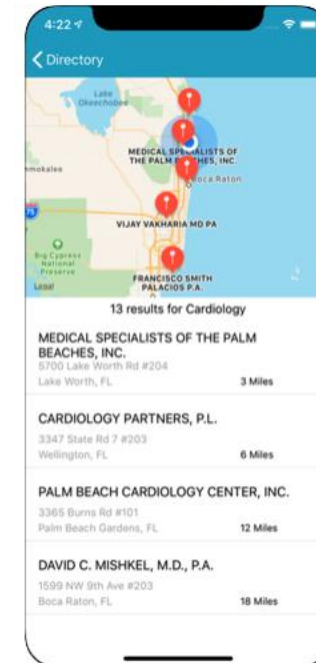 4:22
Directory
Lake
Okeechobee
MEDICAL SPECIALISTS OF
THE PALM BEACHES, INC.
mmokalee
Boca Raton
75
VIJAY VAKHARIA MD PA
Big Cypress
National
Preserve
FRANCISCO SMITH
PALACIOS P.A.
Legal
13 results for Cardiology
MEDICAL SPECIALISTS OF THE PALM
BEACHES, INC.
5700 Lake Worth Rd #204
Lake Worth, FL 3 Miles
CARDIOLOGY PARTNERS, P.L.
3347 State Rd 7 #203
Wellington, FL 6 Miles
PALM BEACH CARDIOLOGY CENTER, INC.
3365 Burns Rd #101
Palm Beach Gardens, FL 12 Miles
DAVID C. MISHKEL, M.D., P.A.
1599 NW 9th Ave #203
Boca Raton, FL 18 Miles